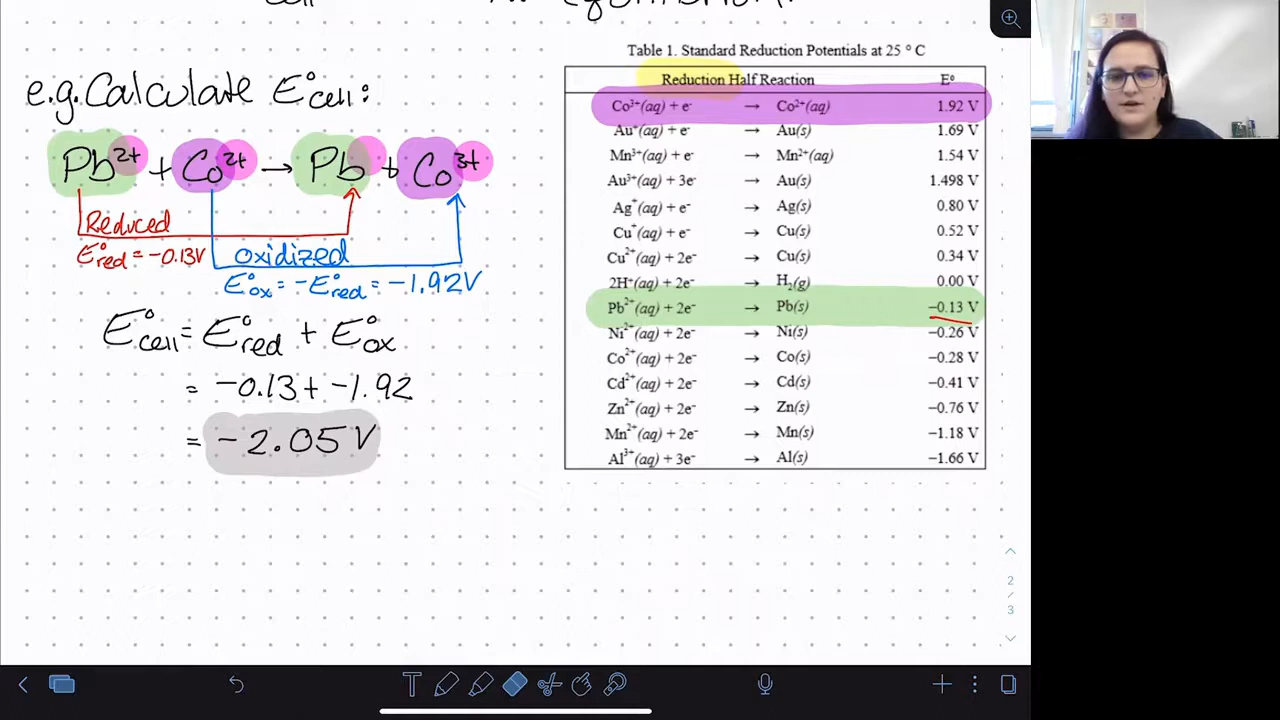 e.g. Calculate E°cell:
Pb²⁺ + Co²⁺ → Pb + Co³⁺
Reduced
E°red = -0.13V
oxidized
E°ox = -E°red = -1.92V
E°cell = E°red + E°ox
= -0.13 + -1.92
= -2.05 V
Table 1. Standard Reduction Potentials at 25 ° C
Reduction Half Reaction E°
Co³⁺(aq) + e⁻ → Co²⁺(aq) 1.92 V
Au⁺(aq) + e⁻ → Au(s) 1.69 V
Mn³⁺(aq) + e⁻ → Mn²⁺(aq) 1.54 V
Au³⁺(aq) + 3e⁻ → Au(s) 1.498 V
Ag⁺(aq) + e⁻ → Ag(s) 0.80 V
Cu⁺(aq) + e⁻ → Cu(s) 0.52 V
Cu²⁺(aq) + 2e⁻ → Cu(s) 0.34 V
2H⁺(aq) + 2e⁻ → H₂(g) 0.00 V
Pb²⁺(aq) + 2e⁻ → Pb(s) −0.13 V
Ni²⁺(aq) + 2e⁻ → Ni(s) −0.26 V
Co²⁺(aq) + 2e⁻ → Co(s) −0.28 V
Cd²⁺(aq) + 2e⁻ → Cd(s) −0.41 V
Zn²⁺(aq) + 2e⁻ → Zn(s) −0.76 V
Mn²⁺(aq) + 2e⁻ → Mn(s) −1.18 V
Al³⁺(aq) + 3e⁻ → Al(s) −1.66 V
2
/
3